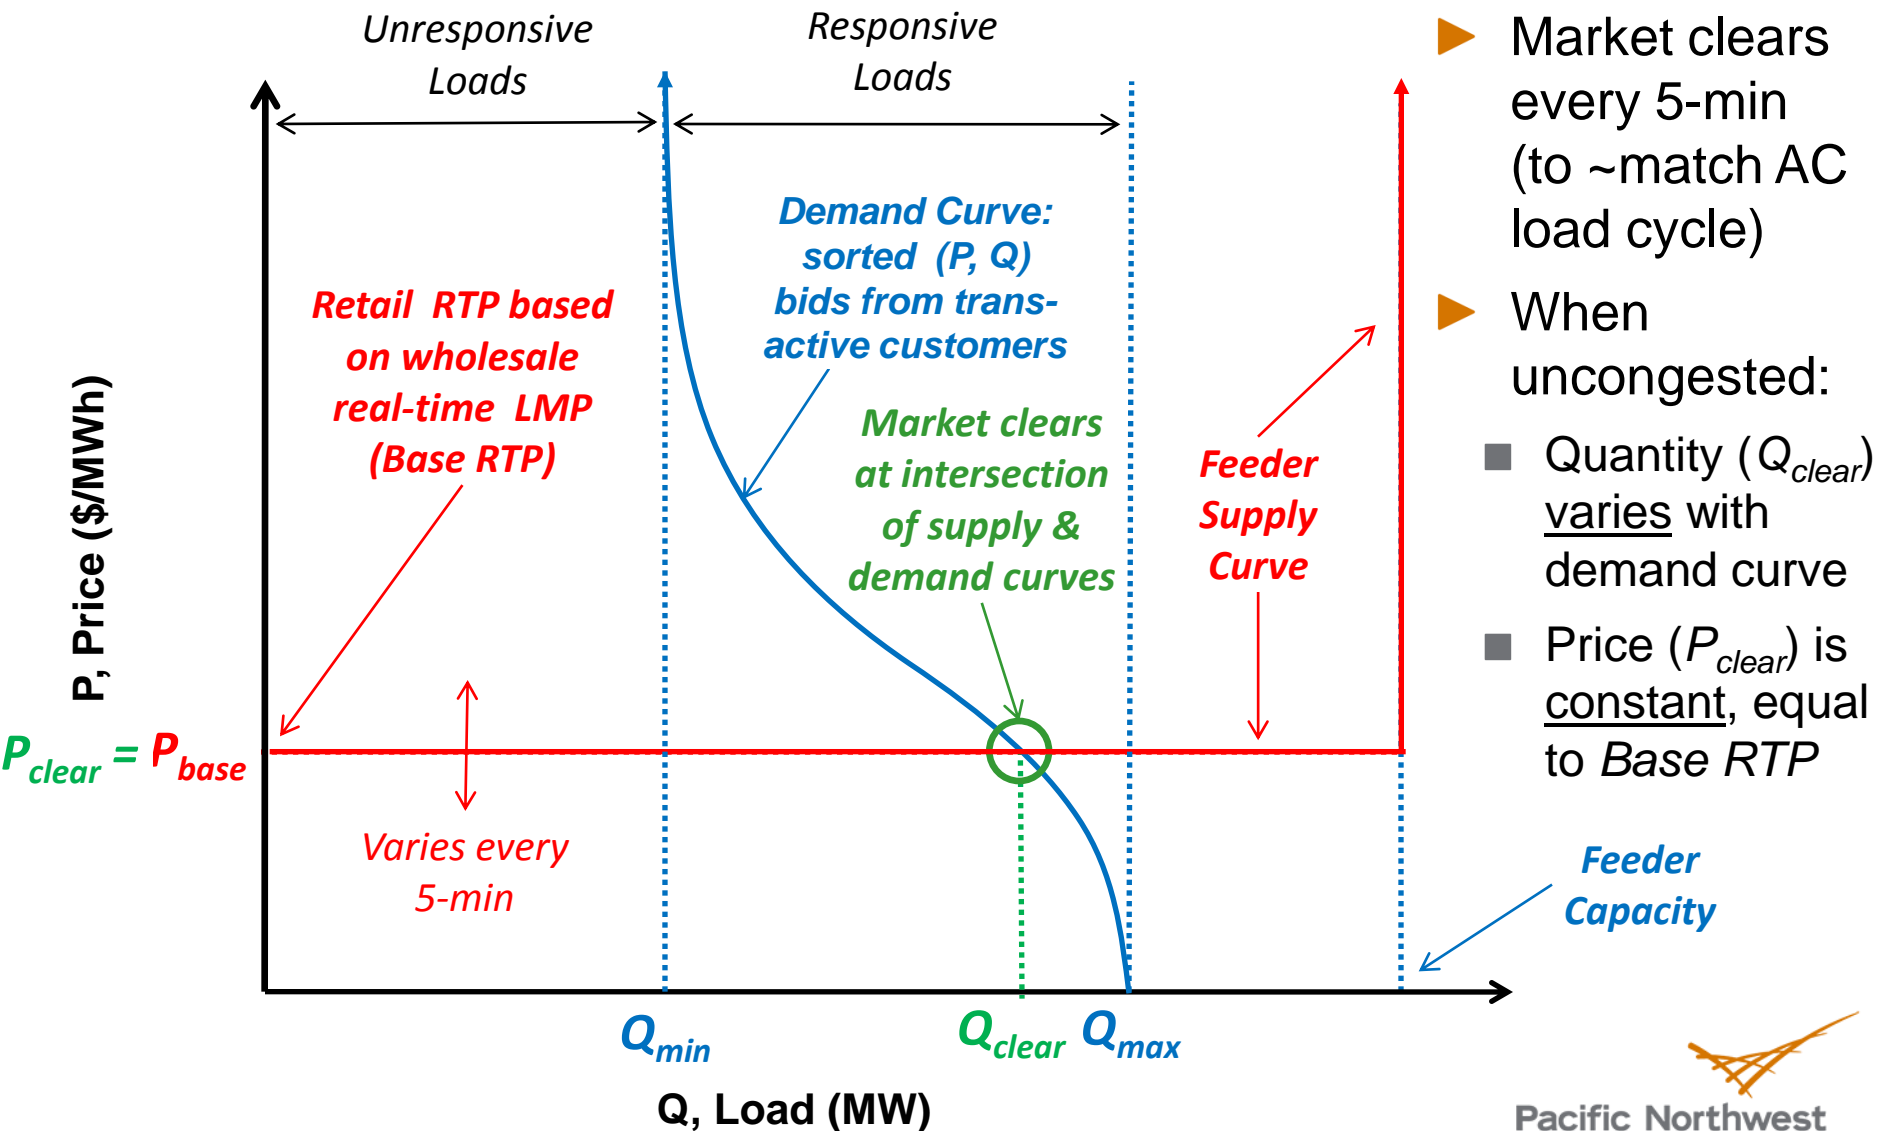 Unresponsive
Loads
Responsive
Loads
Demand Curve:
sorted (P, Q)
bids from trans-
active customers
Retail RTP based
on wholesale
real-time LMP
(Base RTP)
Market clears
at intersection
of supply &
demand curves
Feeder
Supply
Curve
P, Price ($/MWh)
Pclear = Pbase
Varies every
5-min
Feeder
Capacity
Qmin
Qclear
Qmax
Q, Load (MW)
Market clears
every 5-min
(to ~match AC
load cycle)
When
uncongested:
Quantity (Qclear)
varies with
demand curve
Price (Pclear) is
constant, equal
to Base RTP
Pacific Northwest